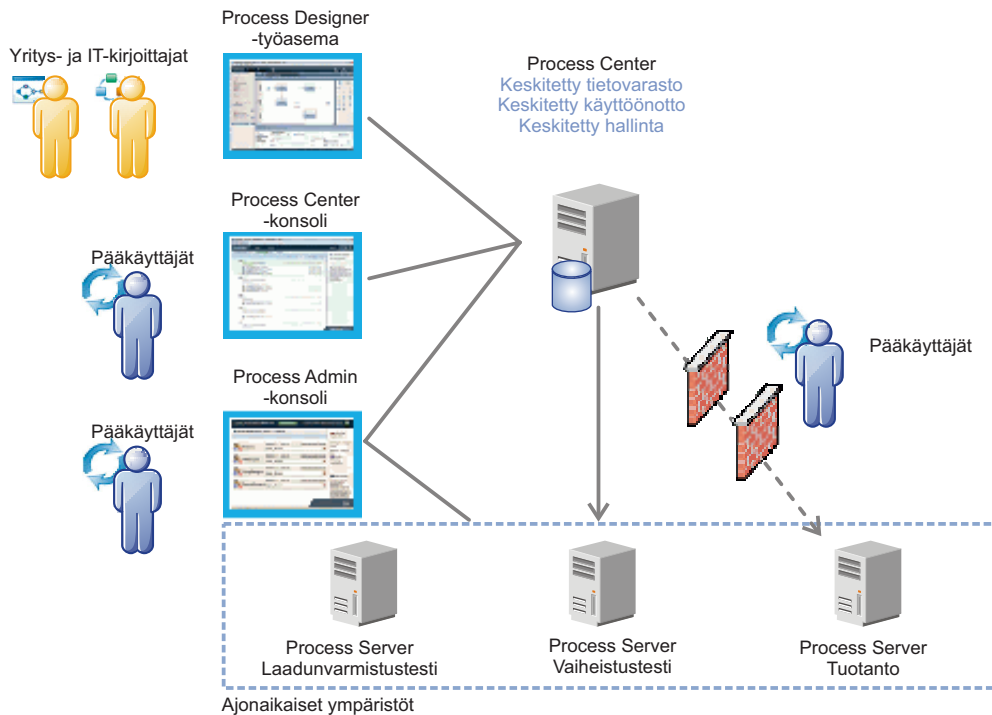 Process Designer
-työasema
Yritys- ja IT-kirjoittajat
Process Center
Keskitetty tietovarasto
Keskitetty käyttöönotto
Keskitetty hallinta
Process Center
-konsoli
Pääkäyttäjät
Pääkäyttäjät
Process Admin
-konsoli
Pääkäyttäjät
Process Server
Laadunvarmistustesti
Process Server
Vaiheistustesti
Process Server
Tuotanto
Ajonaikaiset ympäristöt